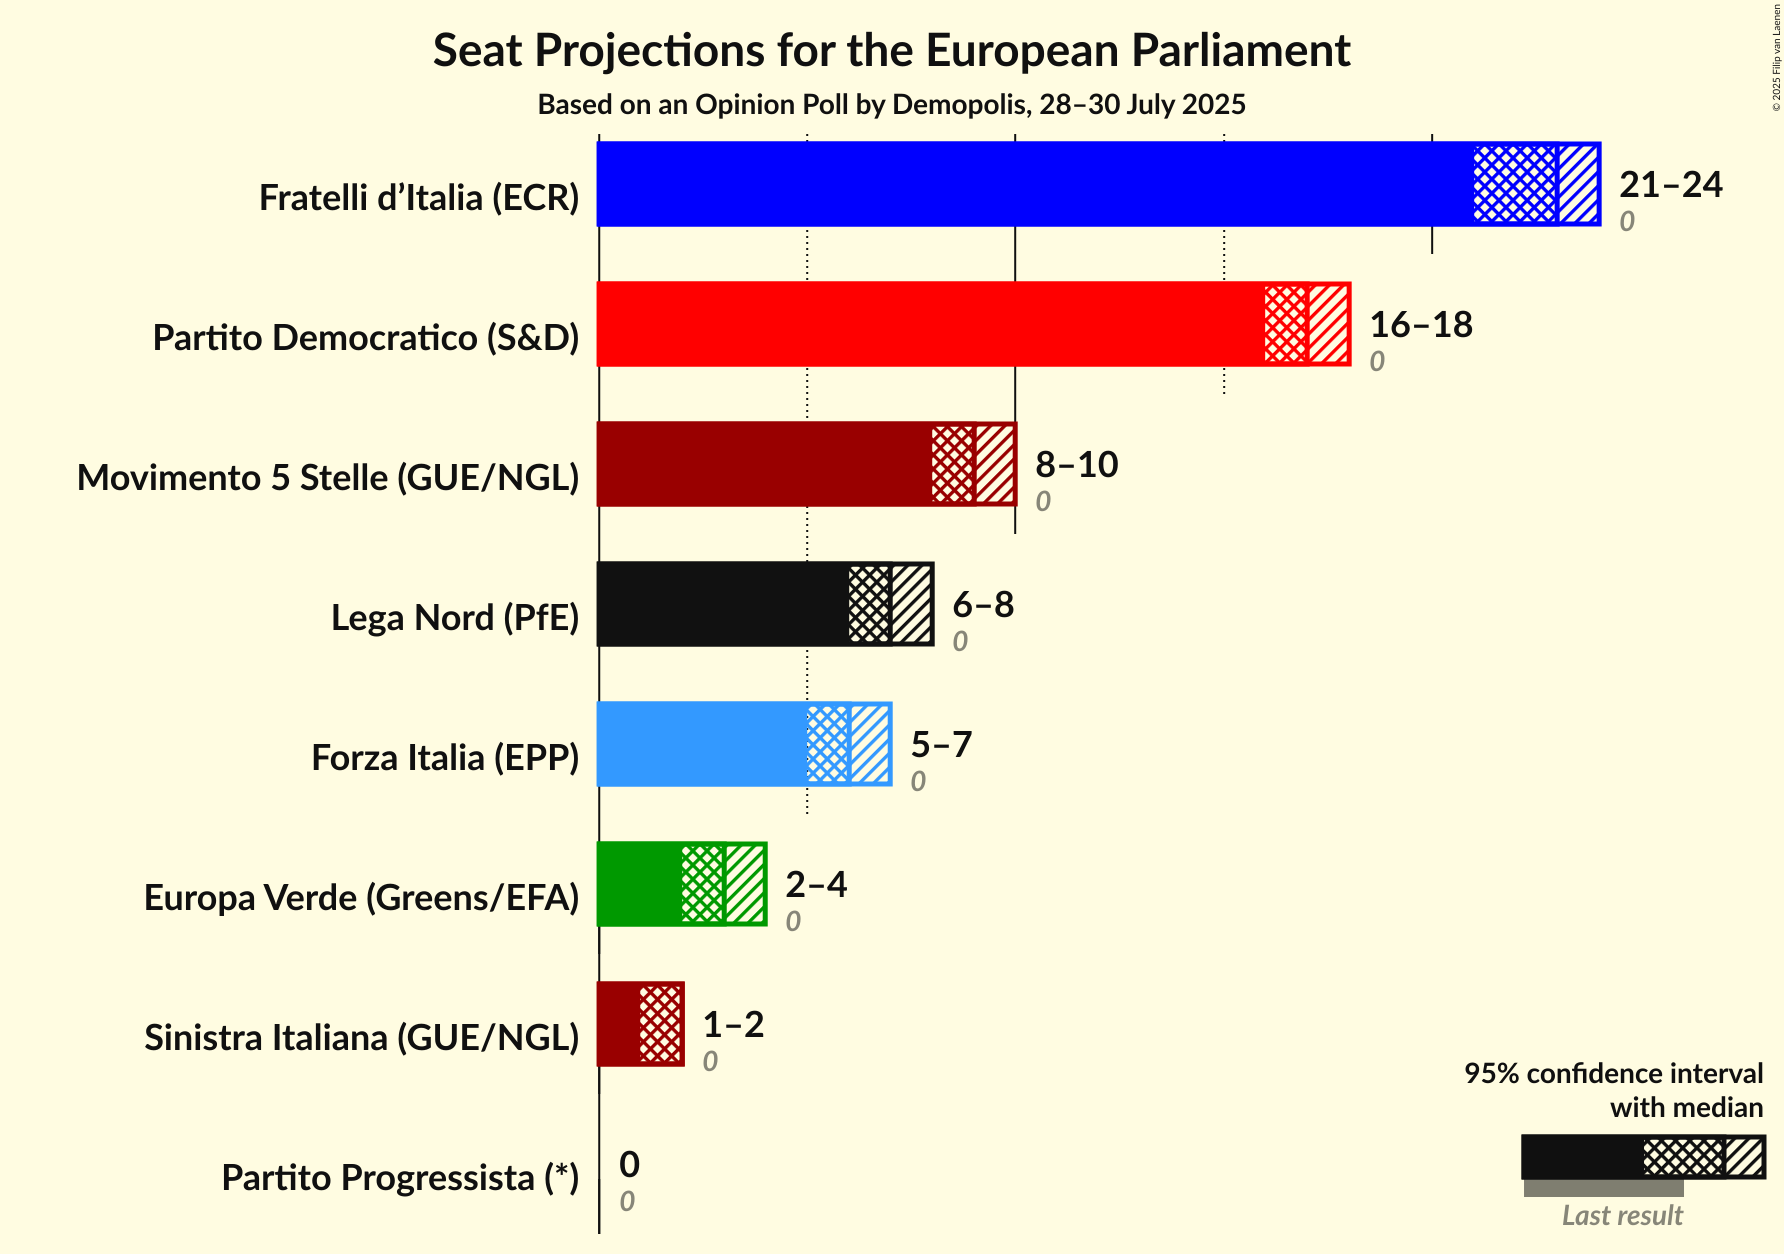 Seat Projections for the European Parliament
Based on an Opinion Poll by Demopolis, 28–30 July 2025
© 2025 Filip van Laenen
Fratelli d’Italia (ECR)
21–24
0
Partito Democratico (S&D)
16–18
0
Movimento 5 Stelle (GUE/NGL)
8–10
0
Lega Nord (PfE)
6–8
0
Forza Italia (EPP)
5–7
0
Europa Verde (Greens/EFA)
2–4
0
Sinistra Italiana (GUE/NGL)
1–2
0
Partito Progressista (*)
0
0
95% confidence interval
with median
Last result